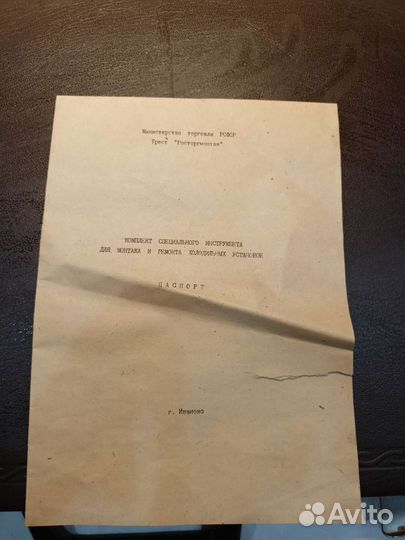 Министерство торговли РСФСР
Трест "Росторгмонтаж"
КОМПЛЕКТ СПЕЦИАЛЬНОГО ИНСТРУМЕНТА
ДЛЯ МОНТАЖА И РЕМОНТА ХОЛОДИЛЬНЫХ УСТАНОВОК
ПАСПОРТ
г. Иваново
Avito